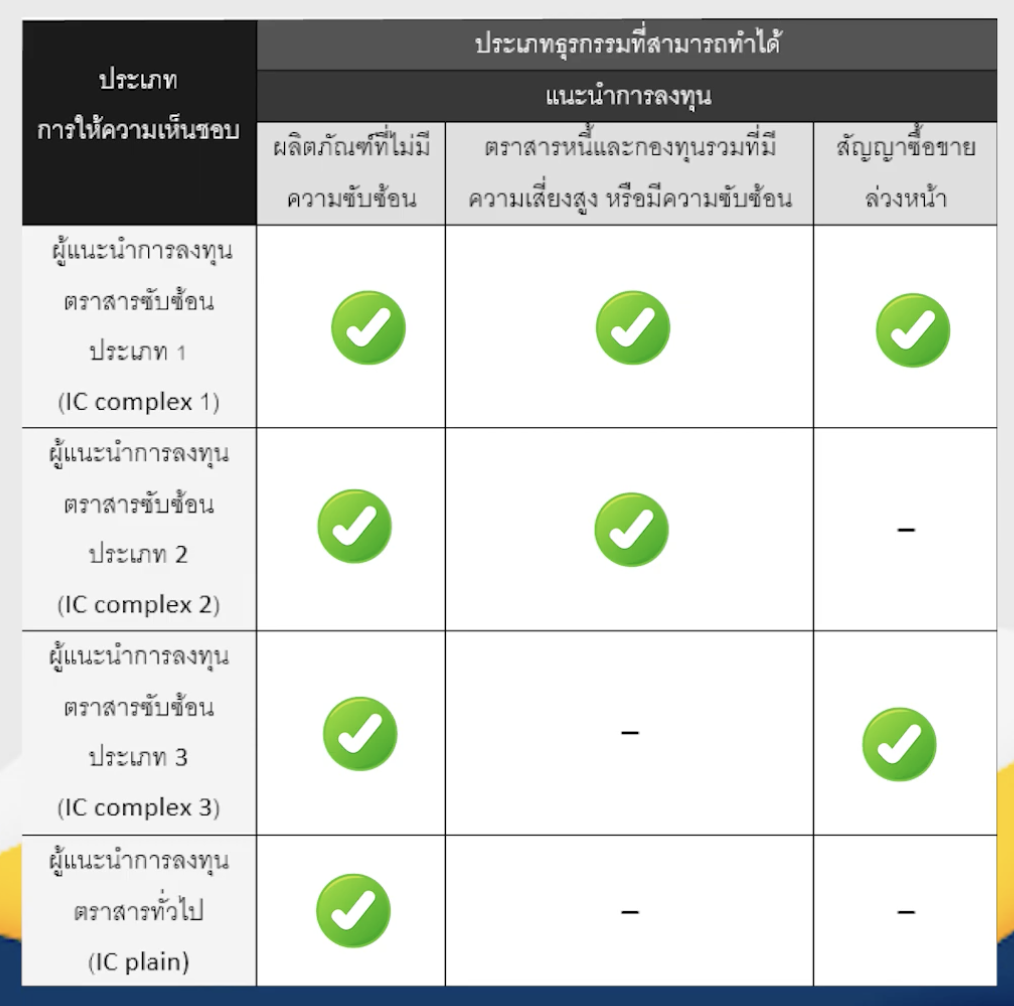 ประเภท
การให้ความเห็นชอบ
ประเภทธุรกรรมที่สามารถทำได้
แนะนำการลงทุน
ผลิตภัณฑ์ที่ไม่มี
ความซับซ้อน
ตราสารหนี้และกองทุนรวมที่มี
ความเสี่ยงสูง หรือมีความซับซ้อน
สัญญาซื้อขาย
ล่วงหน้า
ผู้แนะนำการลงทุน
ตราสารซับซ้อน
ประเภท 1
(IC complex 1)
ผู้แนะนำการลงทุน
ตราสารซับซ้อน
ประเภท 2
(IC complex 2)
–
ผู้แนะนำการลงทุน
ตราสารซับซ้อน
ประเภท 3
(IC complex 3)
–
ผู้แนะนำการลงทุน
ตราสารทั่วไป
(IC plain)
–
–